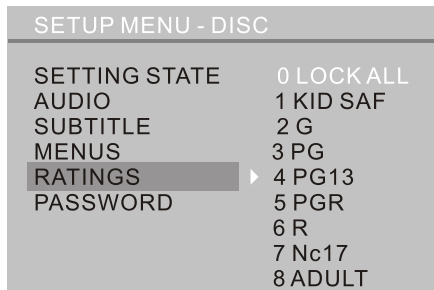 SETUP MENU - DISC
SETTING STATE
AUDIO
SUBTITLE
MENUS
RATINGS
PASSWORD
0 LOCK ALL
1 KID SAF
2 G
3 PG
4 PG13
5 PGR
6 R
7 Nc17
8 ADULT